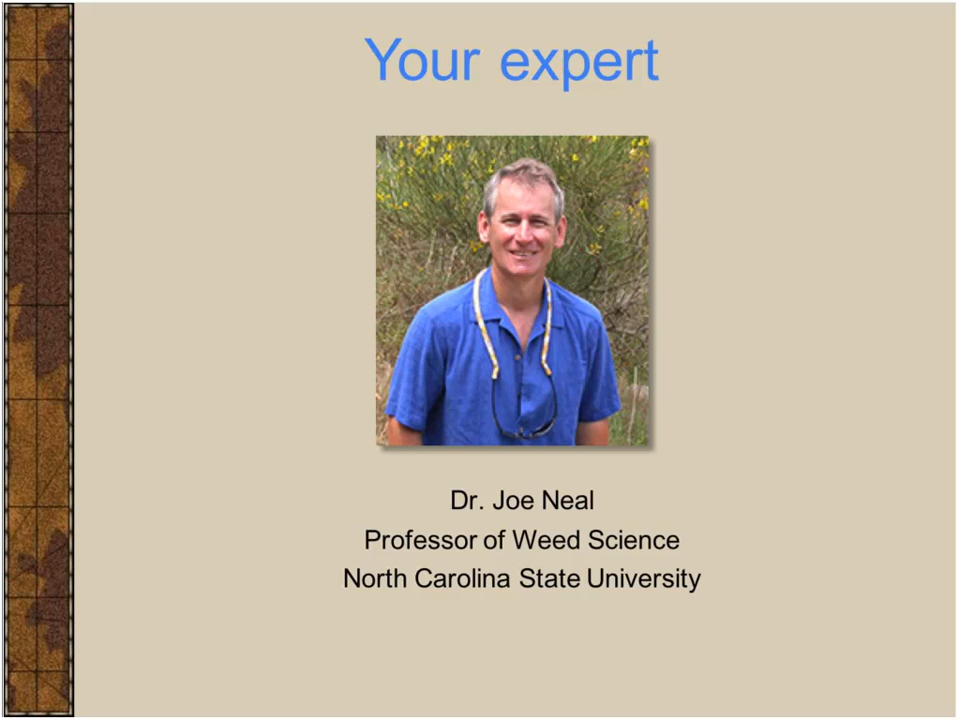 Your expert
Dr. Joe Neal
Professor of Weed Science
North Carolina State University